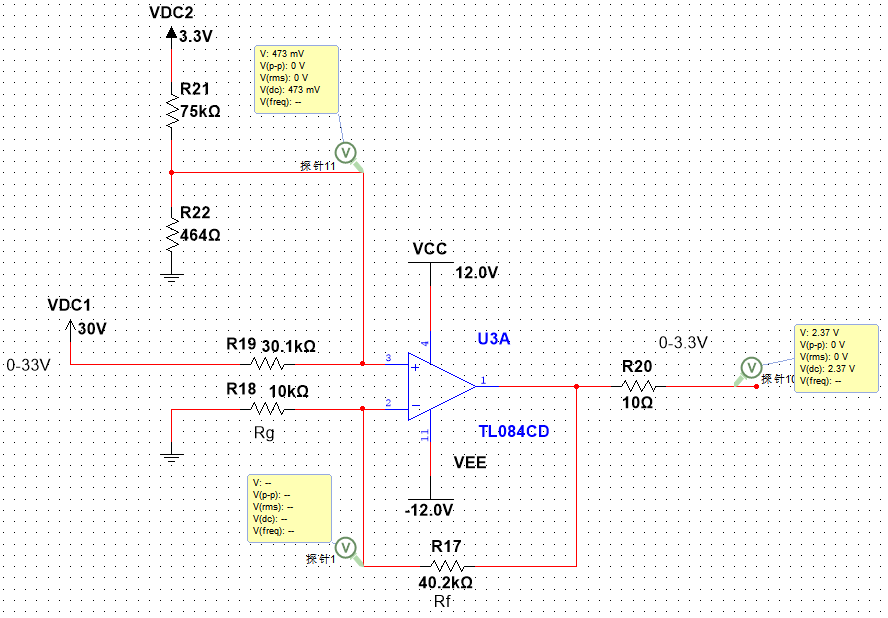 VDC2
3.3V
V: 473 mV
V(p-p): 0 V
V(rms): 0 V
V(dc): 473 mV
V(freq): --
R21
75kΩ
探针11
R22
464Ω
VCC
12.0V
VDC1
30V
0-33V
R19 30.1kΩ
3
4
U3A
0-3.3V
V: 2.37 V
V(p-p): 0 V
V(rms): 0 V
V(dc): 2.37 V
V(freq): --
V
探针10
R18 10kΩ
2
1
R20
10Ω
Rg
11
TL084CD
VEE
-12.0V
V: --
V(p-p): --
V(rms): --
V(dc): --
V(freq): --
V
探针1
R17
40.2kΩ
Rf